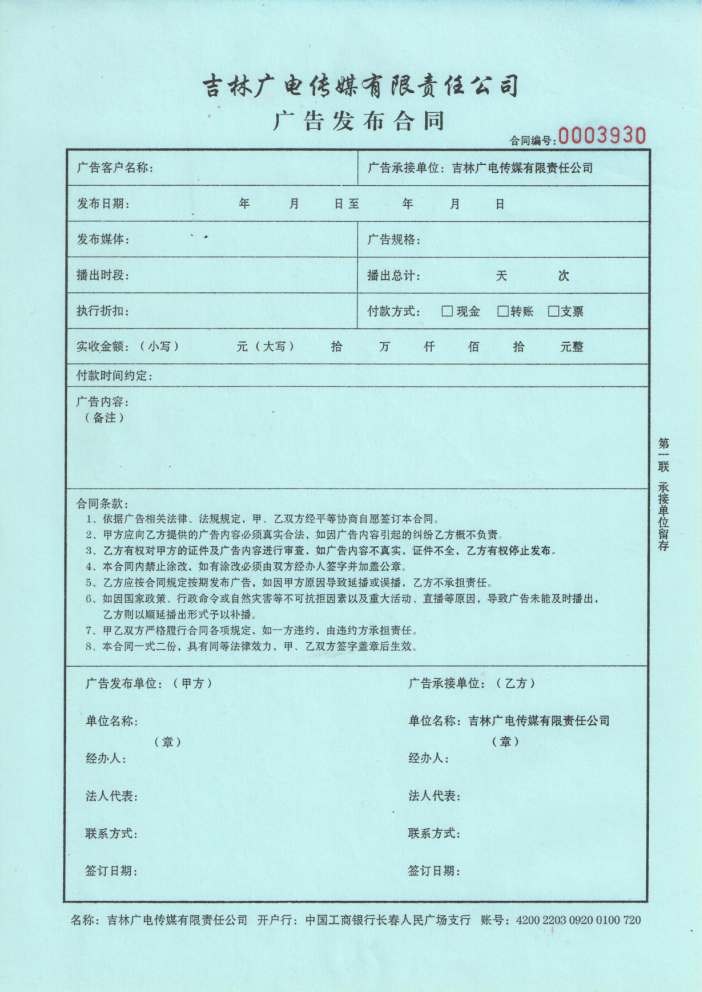 吉林广电传媒有限责任公司
广告发布合同
合同编号:0003930
广告客户名称: 广告承接单位: 吉林广电传媒有限责任公司
发布日期: 年 月 日至 年 月 日
发布媒体: 广告规格:
播出时段: 播出总计: 天 次
执行折扣: 付款方式: □现金 □转账 □支票
实收金额:(小写) 元(大写) 拾 万 仟 佰 拾 元整
付款时间约定:
广告内容:
(备注)
合同条款:
1、依据广告相关法律、法规规定,甲、乙双方经平等协商自愿签订本合同。
2、甲方应向乙方提供的广告内容必须真实合法,如因广告内容引起的纠纷乙方概不负责。
3、乙方有权对甲方的证件及广告内容进行审查,如广告内容不真实,证件不全,乙方有权停止发布。
4、本合同内禁止涂改,如有涂改必须由双方经办人签字并加盖公章。
5、乙方应按合同规定按期发布广告,如因甲方原因导致延播或误播,乙方不承担责任。
6、如因国家政策、行政命令或自然灾害等不可抗拒因素以及重大活动、直播等原因,导致广告未能及时播出,
乙方则以顺延播出形式予以补播。
7、甲乙双方严格履行合同各项规定,如一方违约,由违约方承担责任。
8、本合同一式二份,具有同等法律效力,甲、乙双方签字盖章后生效。
广告发布单位:(甲方) 广告承接单位:(乙方)
单位名称: 单位名称: 吉林广电传媒有限责任公司
(章) (章)
经办人: 经办人:
法人代表: 法人代表:
联系方式: 联系方式:
签订日期: 签订日期:
第一联 承接单位留存
名称: 吉林广电传媒有限责任公司 开户行: 中国工商银行长春人民广场支行 账号: 4200 2203 0920 0100 720